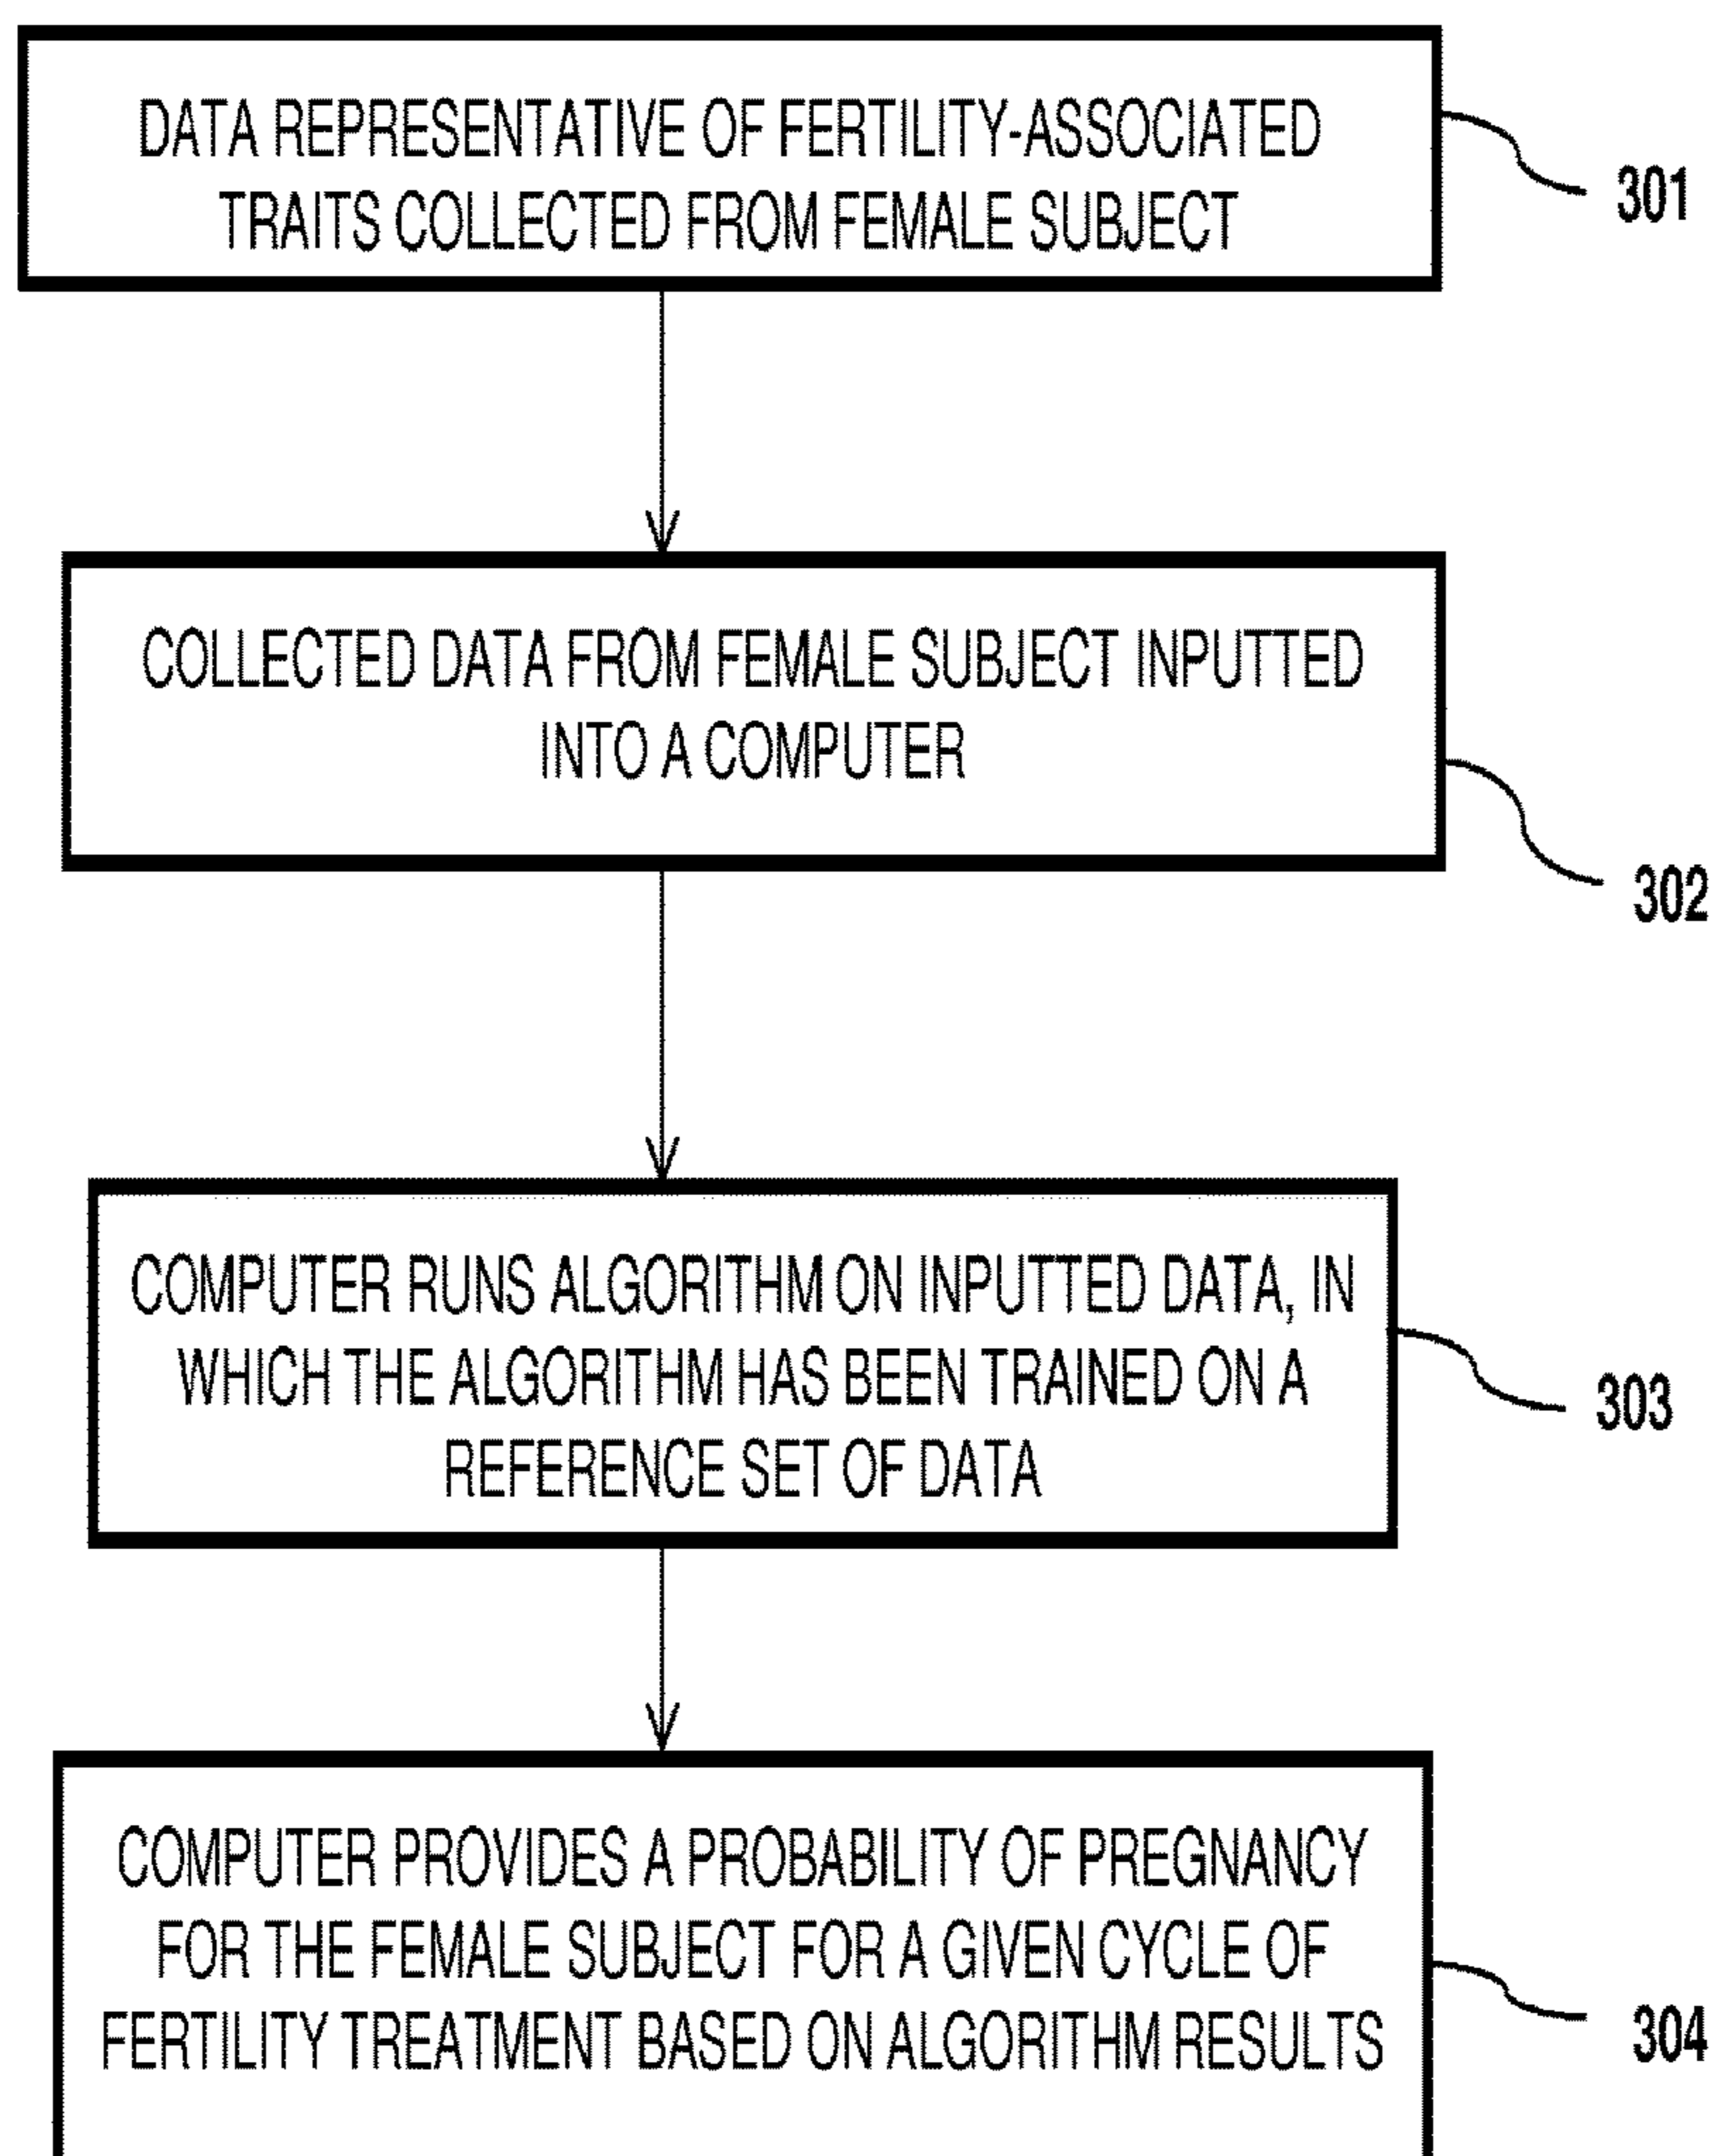 DATA REPRESENTATIVE OF FERTILITY-ASSOCIATED
TRAITS COLLECTED FROM FEMALE SUBJECT
301
COLLECTED DATA FROM FEMALE SUBJECT INPUTTED
INTO A COMPUTER
302
COMPUTER RUNS ALGORITHM ON INPUTTED DATA, IN
WHICH THE ALGORITHM HAS BEEN TRAINED ON A
REFERENCE SET OF DATA
303
COMPUTER PROVIDES A PROBABILITY OF PREGNANCY
FOR THE FEMALE SUBJECT FOR A GIVEN CYCLE OF
FERTILITY TREATMENT BASED ON ALGORITHM RESULTS
304